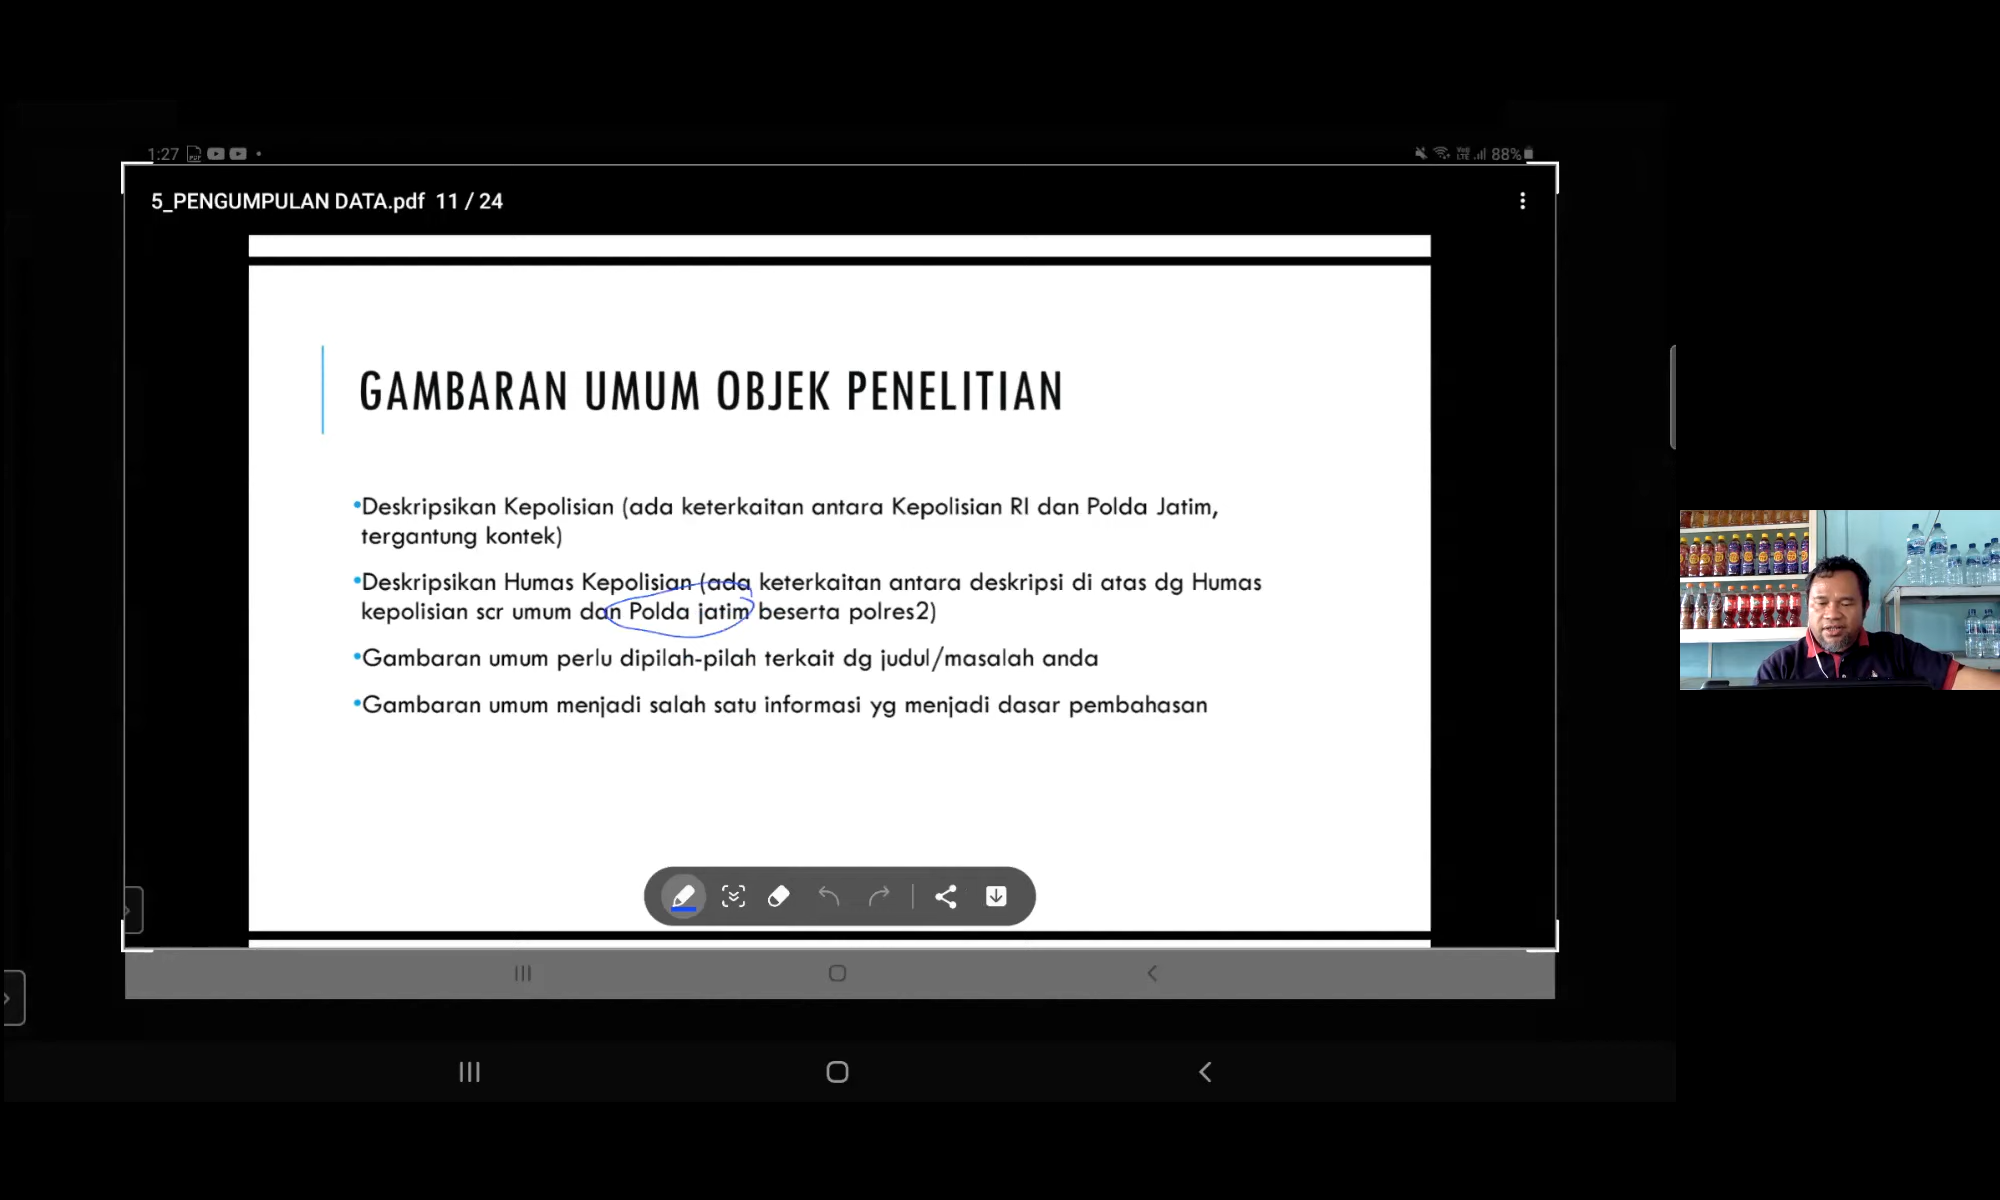 1:27
88%
5_PENGUMPULAN DATA.pdf 11 / 24
GAMBARAN UMUM OBJEK PENELITIAN
•Deskripsikan Kepolisian (ada keterkaitan antara Kepolisian RI dan Polda Jatim,
tergantung kontek)
•Deskripsikan Humas Kepolisian (ada keterkaitan antara deskripsi di atas dg Humas
kepolisian scr umum dan Polda jatim beserta polres2)
•Gambaran umum perlu dipilah-pilah terkait dg judul/masalah anda
•Gambaran umum menjadi salah satu informasi yg menjadi dasar pembahasan